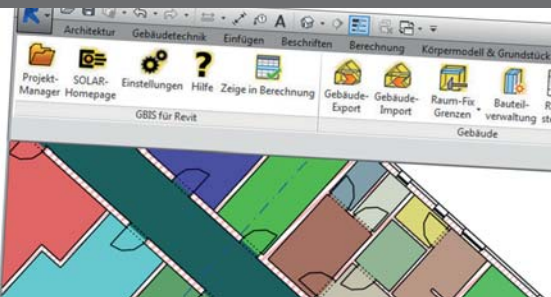 Architektur Gebäudetechnik Einfügen Beschriften Berechnung Körpermodell & Grundstück
Projekt-
Manager
SOLAR-
Homepage
Einstellungen
Hilfe
Zeige in Berechnung
Gebäude-
Export
Gebäude-
Import
Raum-Fix
Grenzen
Bauteil-
verwaltung
GBIS für Revit
Gebäude